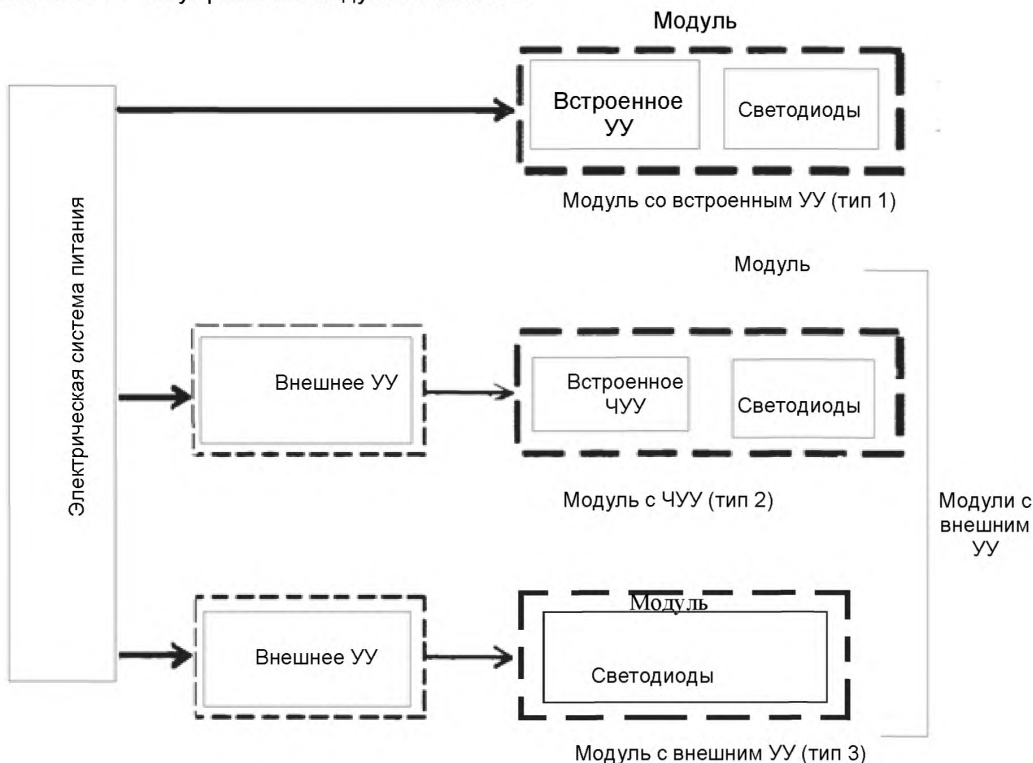 Модуль
Встроенное
УУ
Светодиоды
Модуль со встроенным УУ (тип 1)
Электрическая система питания
Модуль
Внешнее УУ
Встроенное
ЧУУ
Светодиоды
Модуль с ЧУУ (тип 2)
Модули с
внешним
УУ
Модуль
Внешнее УУ
Светодиоды
Модуль с внешним УУ (тип 3)